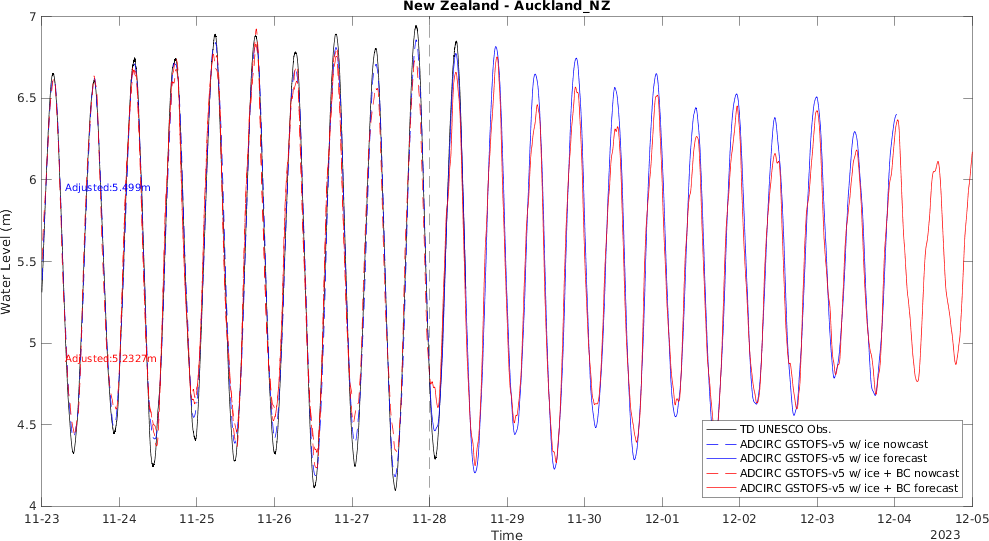 New Zealand - Auckland_NZ
7
6.5
6
5.5
5
4.5
4
Water Level (m)
Adjusted:5.499m
Adjusted:5.2327m
TD UNESCO Obs.
ADCIRC GSTOFS-v5 w/ ice nowcast
ADCIRC GSTOFS-v5 w/ ice forecast
ADCIRC GSTOFS-v5 w/ ice + BC nowcast
ADCIRC GSTOFS-v5 w/ ice + BC forecast
11-23 11-24 11-25 11-26 11-27 11-28 11-29 11-30 12-01 12-02 12-03 12-04 12-05
Time
2023